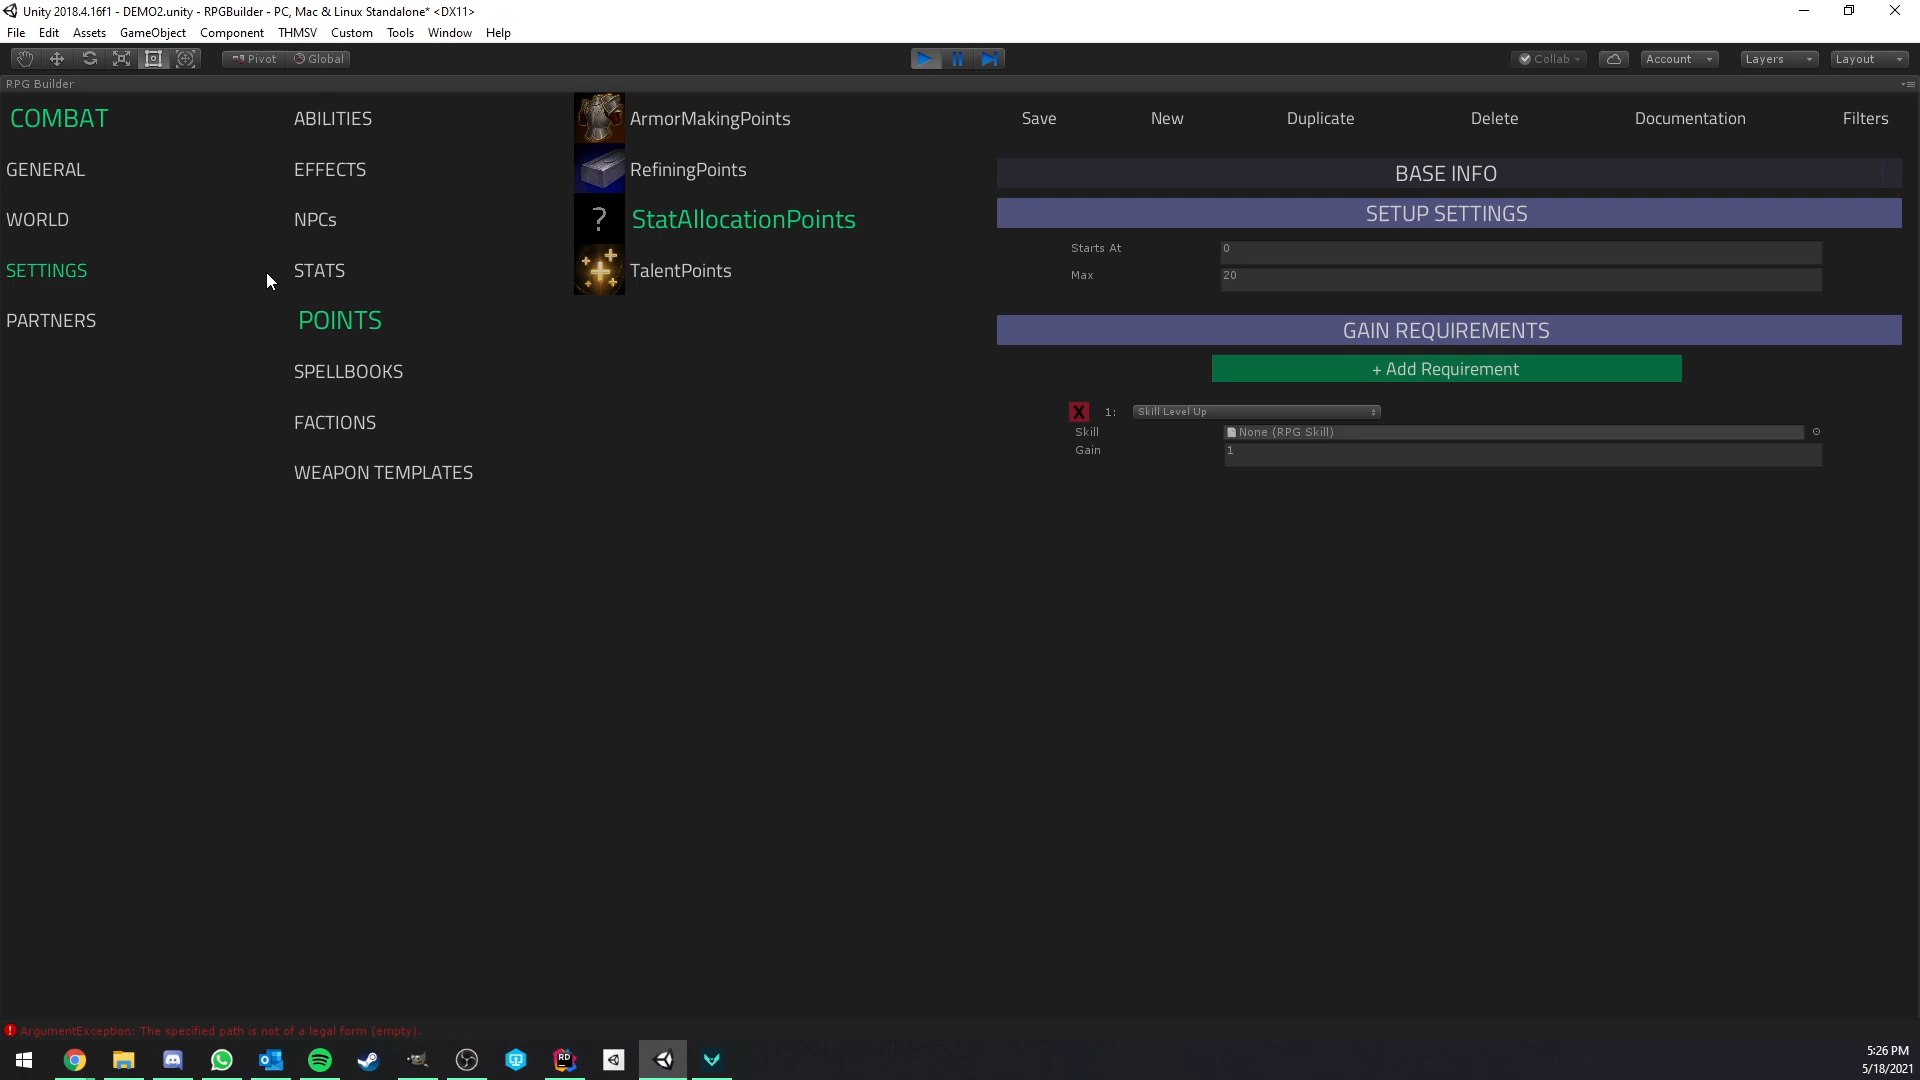 Unity 2018.4.16f1 - DEMO2.unity - RPGBuilder - PC, Mac & Linux Standalone* <DX11>
File Edit Assets GameObject Component THMSV Custom Tools Window Help
Pivot Global Collab Account Layers Layout
RPG Builder
COMBAT
GENERAL
WORLD
SETTINGS
PARTNERS
ABILITIES
EFFECTS
NPCs
STATS
POINTS
SPELLBOOKS
FACTIONS
WEAPON TEMPLATES
ArmorMakingPoints
RefiningPoints
? StatAllocationPoints
TalentPoints
Save New Duplicate Delete Documentation Filters
BASE INFO
SETUP SETTINGS
Starts At 0
Max 20
GAIN REQUIREMENTS
+ Add Requirement
X 1: Skill Level Up
Skill None (RPG Skill)
Gain 1
ArgumentException: The specified path is not of a legal form (empty).
RD
5:26 PM
5/18/2021